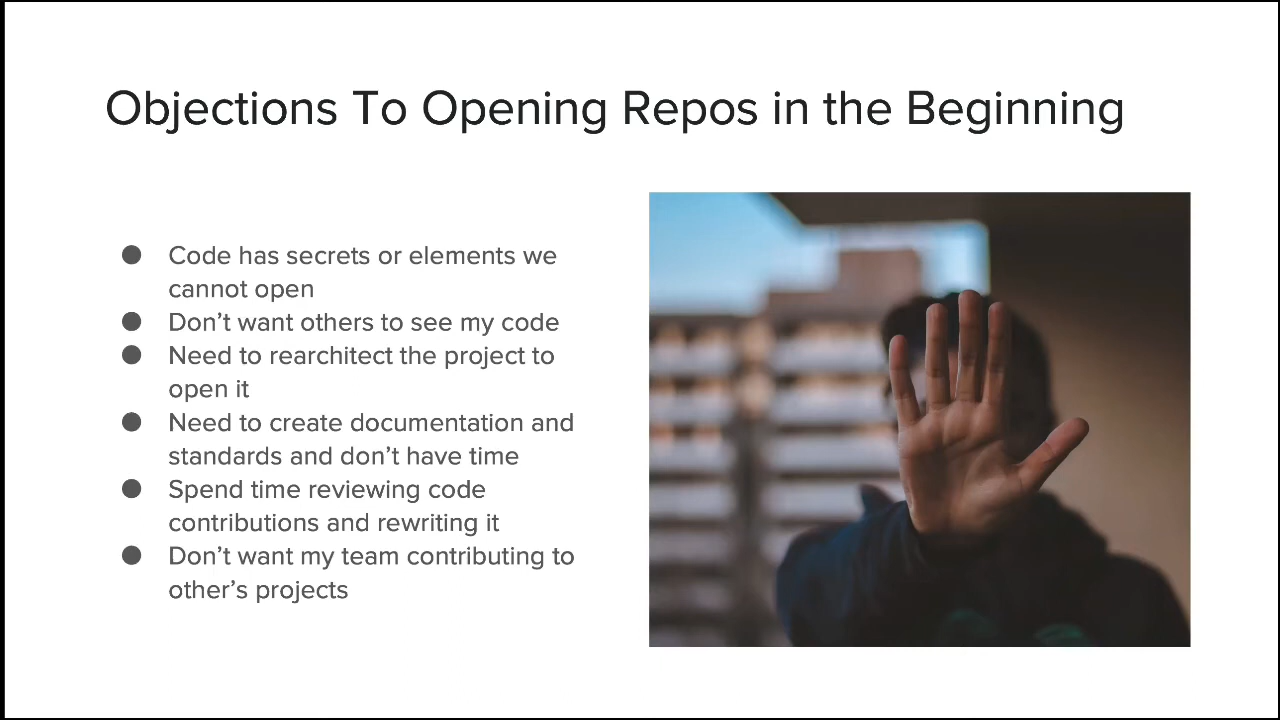 Objections To Opening Repos in the Beginning
● Code has secrets or elements we
cannot open
● Don’t want others to see my code
● Need to rearchitect the project to
open it
● Need to create documentation and
standards and don’t have time
● Spend time reviewing code
contributions and rewriting it
● Don’t want my team contributing to
other’s projects